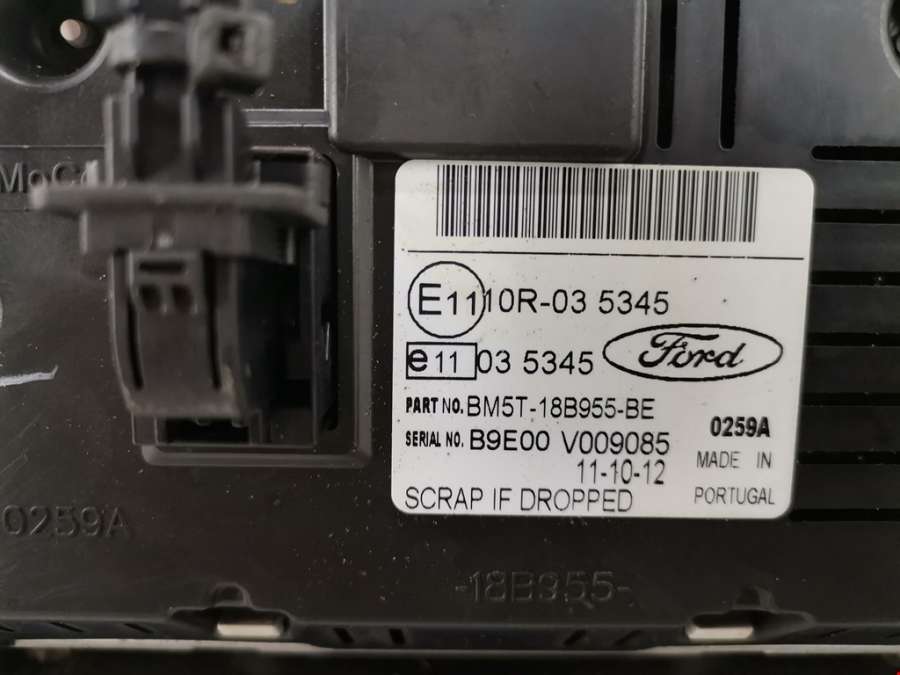 E11 10R-03 5345
e11 03 5345 Ford
PART NO. BM5T-18B955-BE
SERIAL NO. B9E00 V009085 0259A
11-10-12 MADE IN
SCRAP IF DROPPED PORTUGAL
0259A
-18B955-